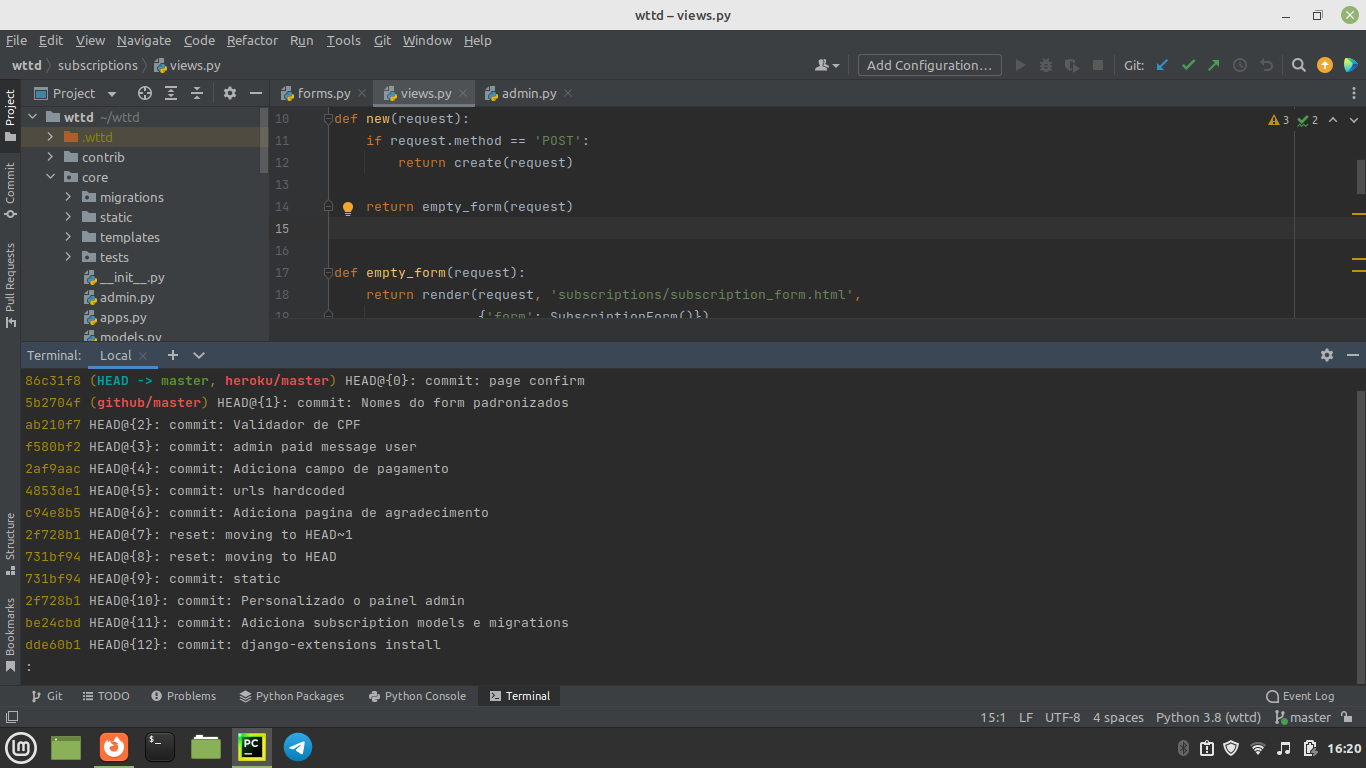 wttd – views.py
File Edit View Navigate Code Refactor Run Tools Git Window Help
wttd subscriptions views.py Add Configuration... Git:
Project forms.py views.py admin.py
wttd ~/wttd
.wttd
contrib
core
migrations
static
templates
tests
__init__.py
admin.py
apps.py
models.py
Project
Commit
Pull Requests
Structure
Bookmarks
3 2
10 def new(request):
11 if request.method == 'POST':
12 return create(request)
13
14 return empty_form(request)
15
16
17 def empty_form(request):
18 return render(request, 'subscriptions/subscription_form.html',
19 {'form': SubscriptionForm()})
Terminal: Local
86c31f8 (HEAD -> master, heroku/master) HEAD@{0}: commit: page confirm
5b2704f (github/master) HEAD@{1}: commit: Nomes do form padronizados
ab210f7 HEAD@{2}: commit: Validador de CPF
f580bf2 HEAD@{3}: commit: admin paid message user
2af9aac HEAD@{4}: commit: Adiciona campo de pagamento
4853de1 HEAD@{5}: commit: urls hardcoded
c94e8b5 HEAD@{6}: commit: Adiciona pagina de agradecimento
2f728b1 HEAD@{7}: reset: moving to HEAD~1
731bf94 HEAD@{8}: reset: moving to HEAD
731bf94 HEAD@{9}: commit: static
2f728b1 HEAD@{10}: commit: Personalizado o painel admin
be24cbd HEAD@{11}: commit: Adiciona subscription models e migrations
dde60b1 HEAD@{12}: commit: django-extensions install
:
Git TODO Problems Python Packages Python Console Terminal Event Log
15:1 LF UTF-8 4 spaces Python 3.8 (wttd) master
$_ PC 16:20